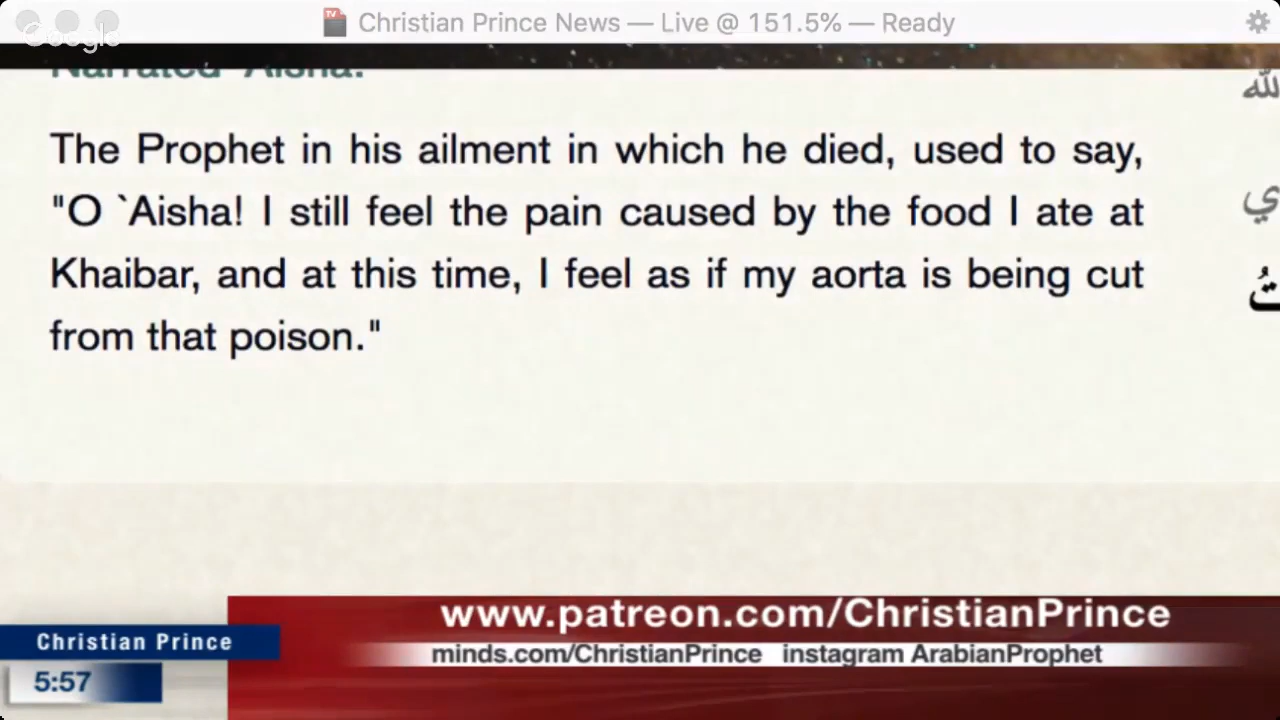 Christian Prince News — Live @ 151.5% — Ready
Google
Narrated `Aisha:
The Prophet in his ailment in which he died, used to say,
"O `Aisha! I still feel the pain caused by the food I ate at
Khaibar, and at this time, I feel as if my aorta is being cut
from that poison."
www.patreon.com/ChristianPrince
Christian Prince
minds.com/ChristianPrince instagram ArabianProphet
5:57